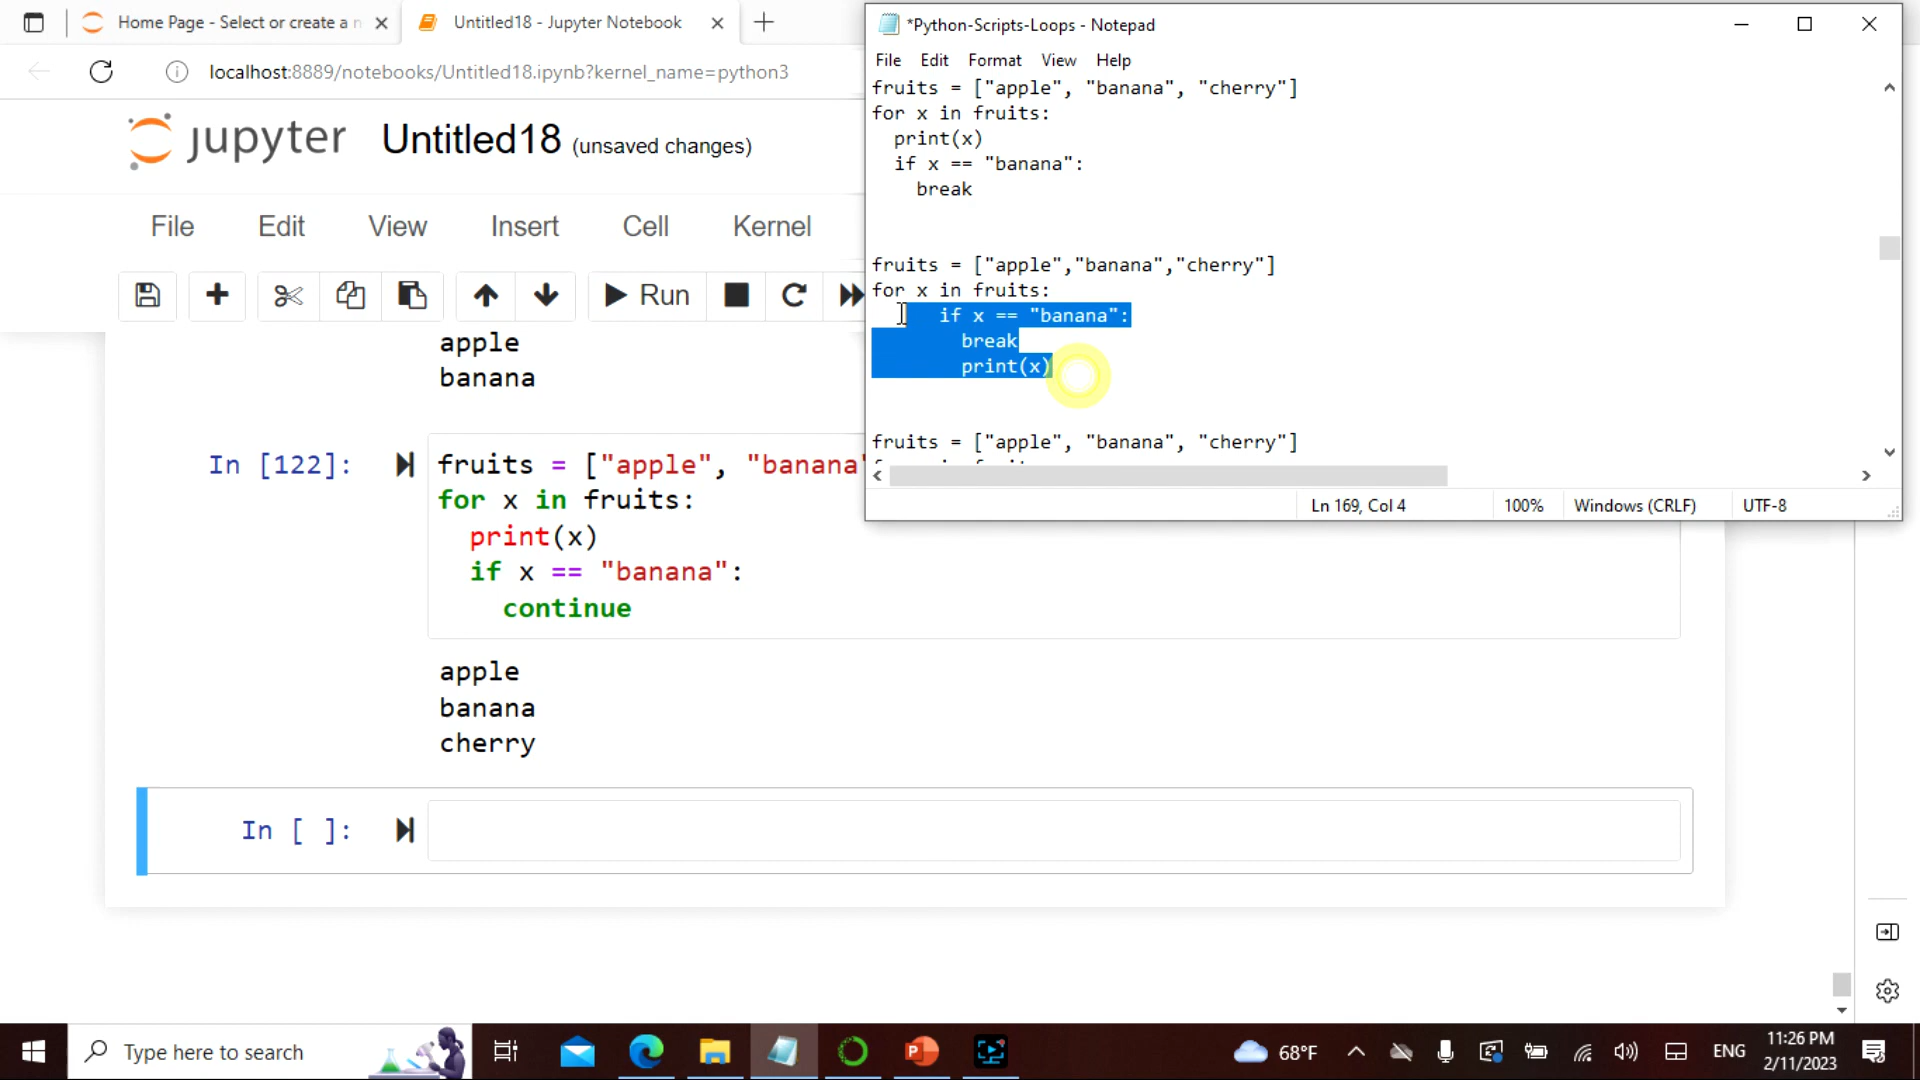 Home Page - Select or create a n
Untitled18 - Jupyter Notebook
localhost:8889/notebooks/Untitled18.ipynb?kernel_name=python3
jupyter Untitled18 (unsaved changes)
File Edit View Insert Cell Kernel
Run
apple
banana
In [122]:
fruits = ["apple", "banana"
for x in fruits:
print(x)
if x == "banana":
continue
apple
banana
cherry
In [ ]:
*Python-Scripts-Loops - Notepad
File Edit Format View Help
fruits = ["apple", "banana", "cherry"]
for x in fruits:
print(x)
if x == "banana":
break
fruits = ["apple","banana","cherry"]
for x in fruits:
if x == "banana":
break
print(x)
fruits = ["apple", "banana", "cherry"]
Ln 169, Col 4 100% Windows (CRLF) UTF-8
Type here to search
68°F
ENG
11:26 PM
2/11/2023